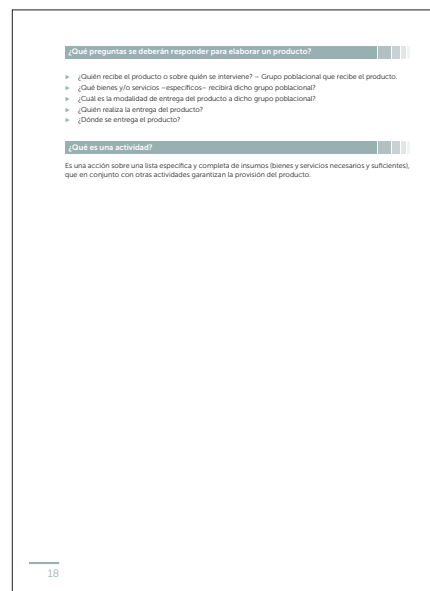 ¿Qué preguntas se deberán responder para elaborar un producto?
¿Quién recibe el producto o sobre quién se interviene? – Grupo poblacional que recibe el producto.
¿Qué bienes y/o servicios –específicos– recibirá dicho grupo poblacional?
¿Cuál es la modalidad de entrega del producto a dicho grupo poblacional?
¿Quién realiza la entrega del producto?
¿Dónde se entrega el producto?
¿Qué es una actividad?
Es una acción sobre una lista específica y completa de insumos (bienes y servicios necesarios y suficientes),
que en conjunto con otras actividades garantizan la provisión del producto.
18